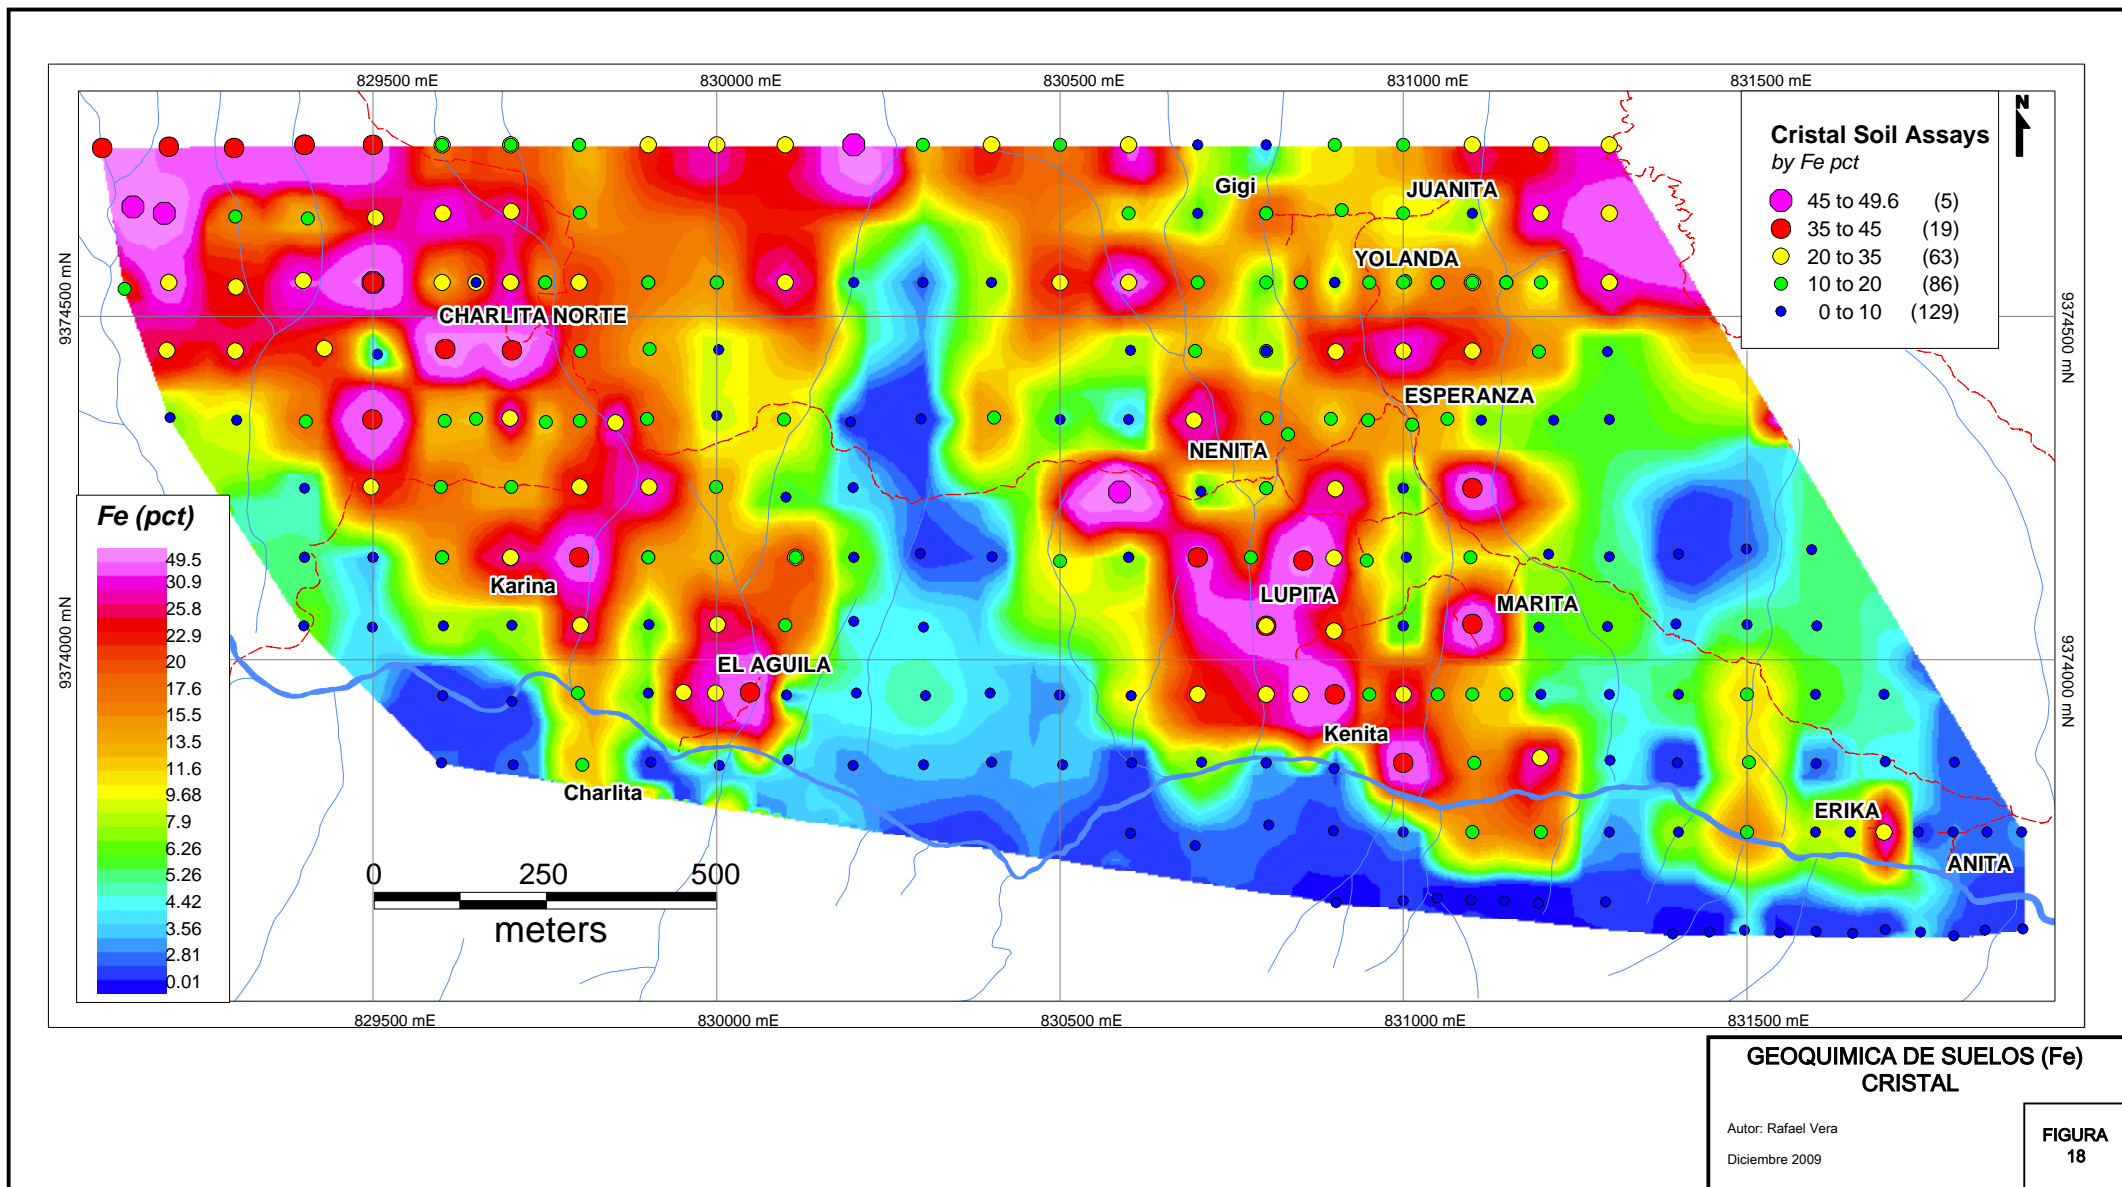 829500 mE
830000 mE
830500 mE
831000 mE
831500 mE
N
Cristal Soil Assays
by Fe pct
45 to 49.6 (5)
35 to 45 (19)
20 to 35 (63)
10 to 20 (86)
0 to 10 (129)
Gigi
JUANITA
YOLANDA
9374500 mN
9374500 mN
CHARLITA NORTE
ESPERANZA
NENITA
Fe (pct)
49.5
30.9
25.8
22.9
20
17.6
15.5
13.5
11.6
9.68
7.9
6.26
5.26
4.42
3.56
2.81
0.01
Karina
LUPITA
MARITA
9374000 mN
9374000 mN
EL AGUILA
Kenita
Charlita
ERIKA
ANITA
0 250 500
meters
829500 mE
830000 mE
830500 mE
831000 mE
831500 mE
GEOQUIMICA DE SUELOS (Fe)
CRISTAL
Autor: Rafael Vera
Diciembre 2009
FIGURA
18